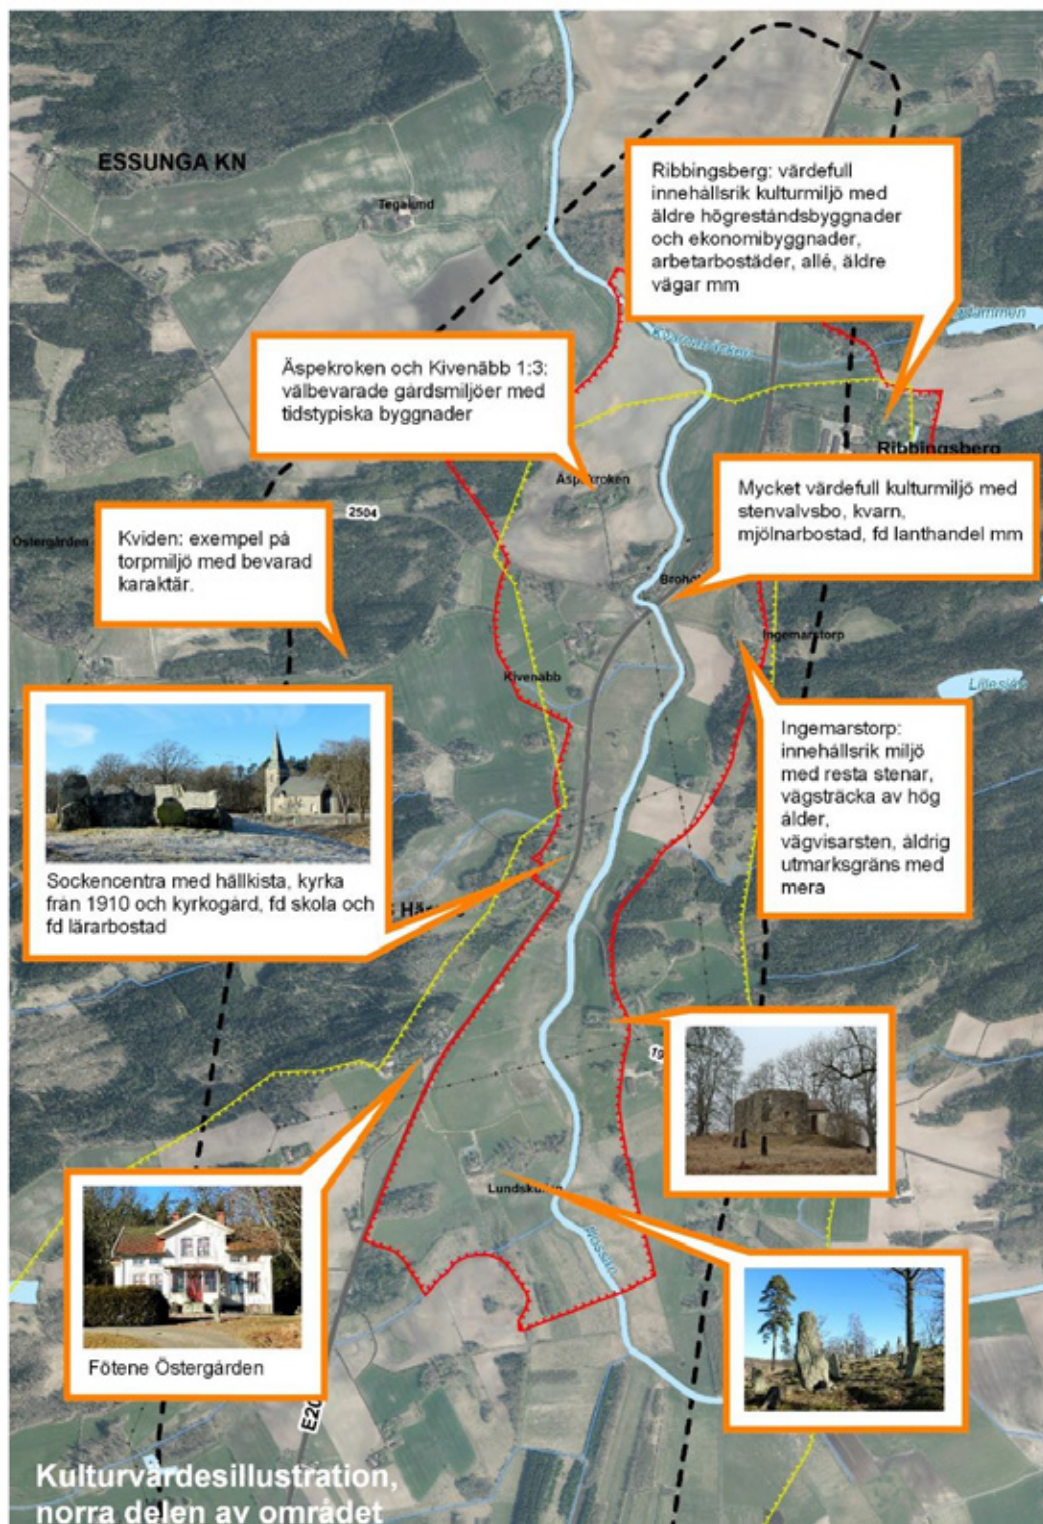 ESSUNGA KN
Tegalund
Ribbingsberg: värdefull
innehållsrik kulturmiljö med
äldre högreståndsbyggnader
och ekonomibyggnader,
arbetarbostäder, allé, äldre
vägar mm
Äspekroken och Kivenäbb 1:3:
välbevarade gårdsmiljöer med
tidstypiska byggnader
Ribbingsberg
Äspekroken
Mycket värdefull kulturmiljö med
stenvalvsbo, kvarn,
mjölnarbostad, fd lanthandel mm
2504
Östergården
Kviden: exempel på
torpmiljö med bevarad
karaktär.
Ingemarstorp
Kivenäbb
Ingemarstorp:
innehållsrik miljö
med resta stenar,
vägsträcka av hög
ålder,
vägvisarsten, åldrig
utmarksgräns med
mera
Sockencentra med hällkista, kyrka
från 1910 och kyrkogård, fd skola och
fd lärarbostad
Nossan
Fötene Östergården
E20
Kulturvärdesillustration,
norra delen av området